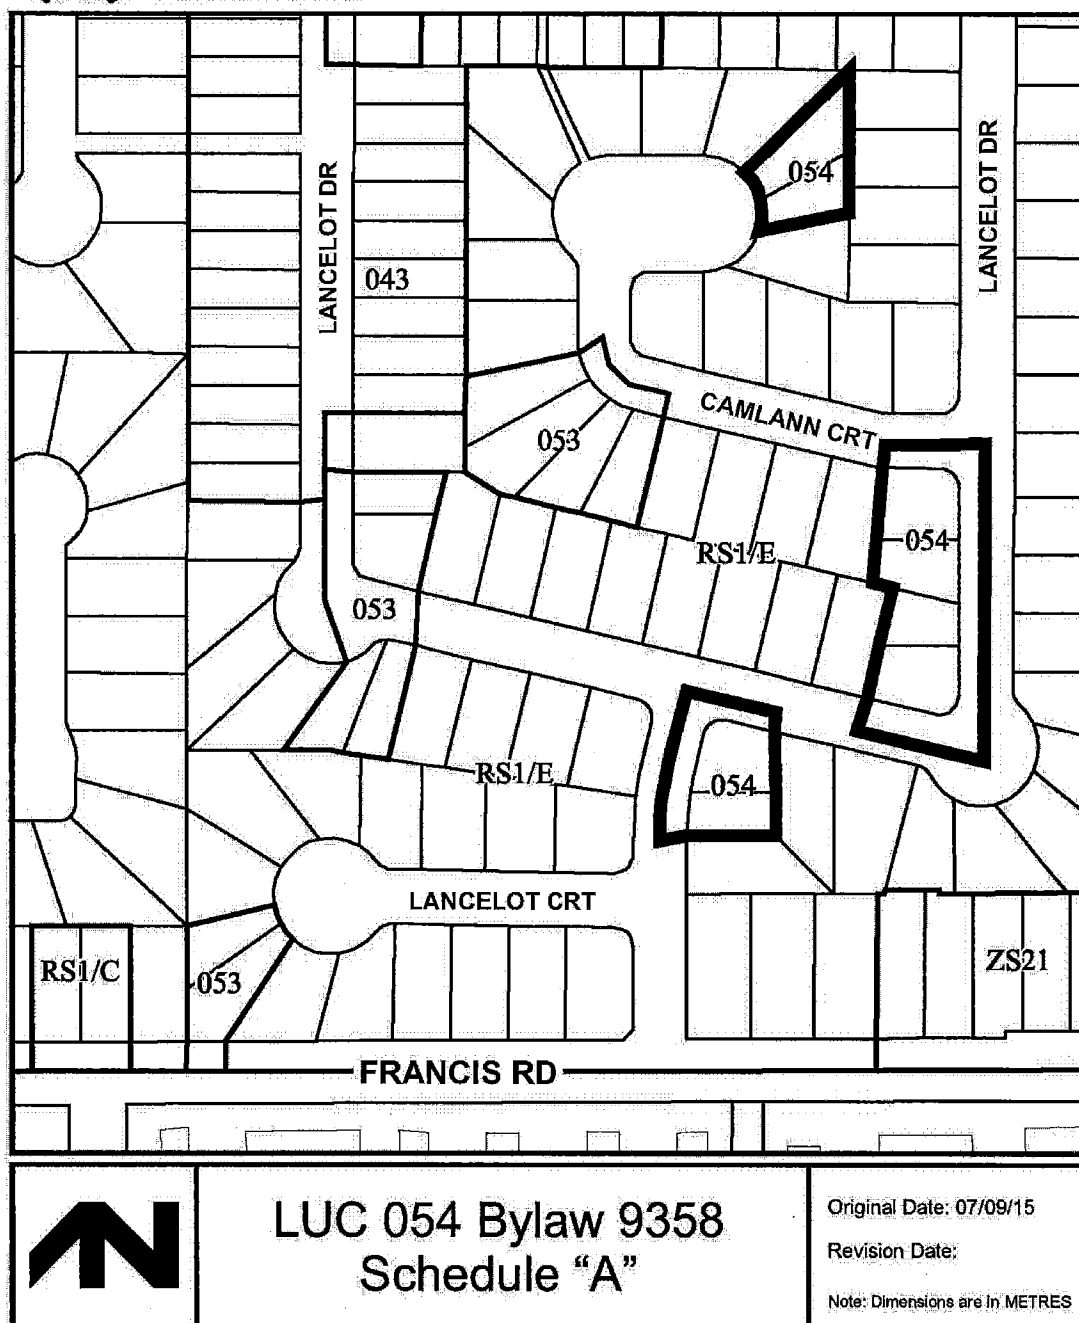 054
LANCELOT DR
LANCELOT DR
043
CAMLANN CRT
053
RS1/E
054
053
RS1/E
054
LANCELOT CRT
RS1/C
053
ZS21
FRANCIS RD
LUC 054 Bylaw 9358
Schedule “A”
Original Date: 07/09/15
Revision Date:
Note: Dimensions are in METRES